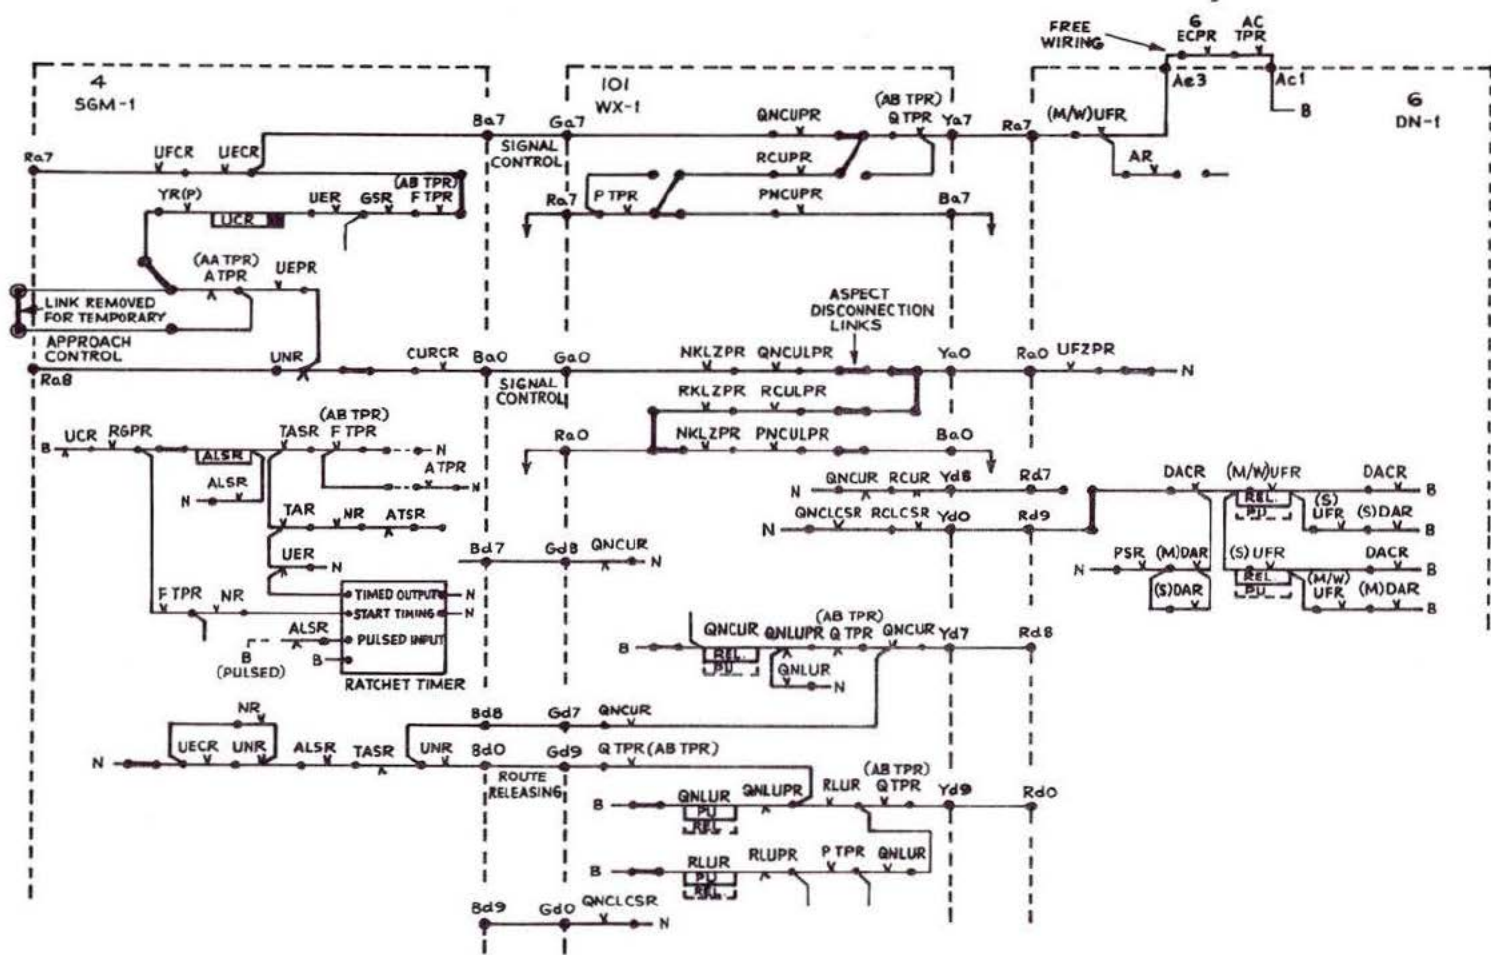 FREE
WIRING
6
ECPR
AC
TPR
Ae3
Ac1
B
4
SGM-1
101
WX-1
6
DN-1
Ba7
Ga7
SIGNAL
CONTROL
QNCUPR
(AB TPR)
Q TPR
Ya7
Ra7
(M/W)UFR
AR
Ra7
UFCR
UECR
RCUPR
YR(P)
UCR
UER
GSR
(AB TPR)
F TPR
Ra7
P TPR
PNCUPR
Ba7
(AA TPR)
A TPR
UEPR
LINK REMOVED
FOR TEMPORARY
APPROACH
CONTROL
ASPECT
DISCONNECTION
LINKS
Ra8
UNR
CURCR
Ba0
Ga0
SIGNAL
CONTROL
NKLZPR
QNCULPR
Ya0
Ra0
UFZPR
N
RKLZPR
RCULPR
Ra0
NKLZPR
PNCULPR
Ba0
B
UCR
RGPR
ALSR
TASR
(AB TPR)
F TPR
N
ATPR
N
ALSR
N
N
QNCUR
RCUR
Yd8
Rd7
DACR
(M/W)UFR
REL.
PU
DACR
B
(S)
UFR
(S)DAR
B
TAR
NR
ATSR
N
QNCLCSR
RCLCSR
Yd0
Rd9
UER
N
Bd7
Gd8
QNCUR
N
N
PSR
(M)DAR
(S)UFR
REL.
PU
DACR
B
(S)DAR
(M/W)
UFR
(M)DAR
B
F TPR
NR
TIMED OUTPUT
N
START TIMING
N
ALSR
PULSED INPUT
B
(PULSED)
B
RATCHET TIMER
B
QNCUR
REL.
PU
QNLUPR
(AB TPR)
Q TPR
QNCUR
Yd7
Rd8
QNLUR
N
NR
Bd8
Gd7
QNCUR
N
UECR
UNR
ALSR
TASR
UNR
Bd0
Gd9
Q TPR (AB TPR)
ROUTE
RELEASING
B
QNLUR
PU
REL.
QNLUPR
RLUR
(AB TPR)
Q TPR
Yd9
Rd0
B
RLUR
PU
REL.
RLUPR
P TPR
QNLUR
Bd9
Gd0
QNCLCSR
N